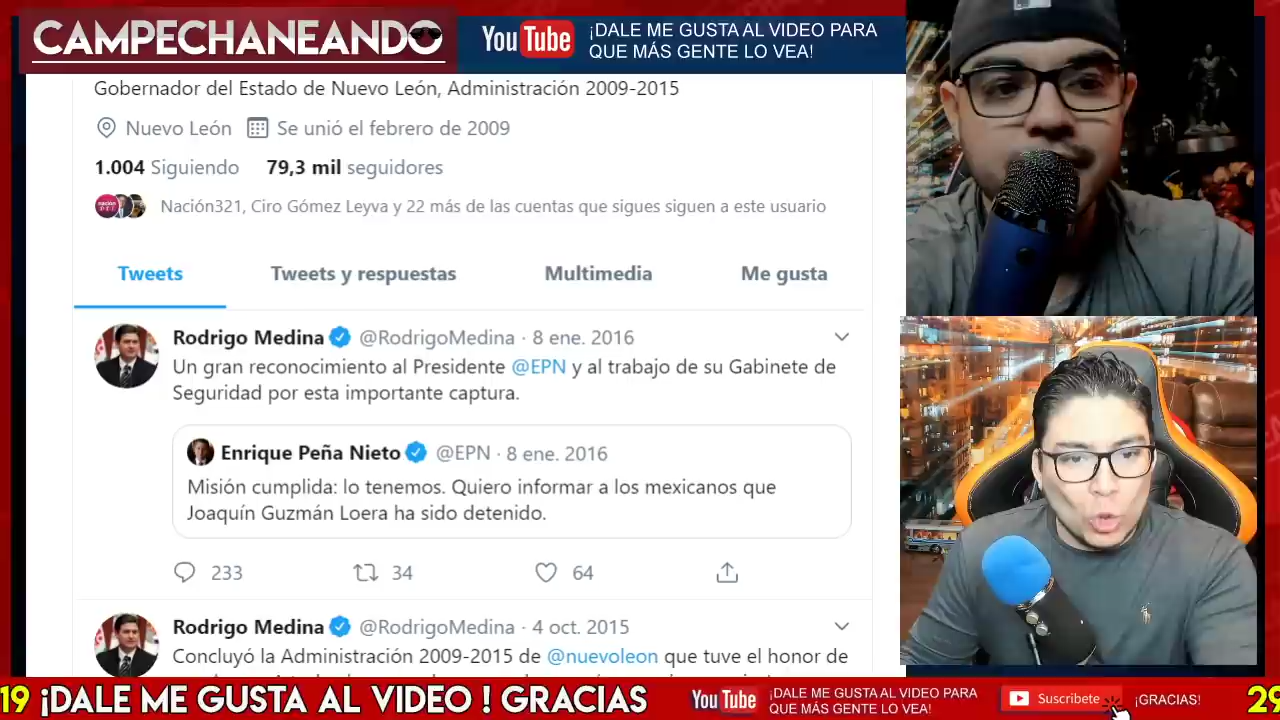 CAMPECHANEANDO
YouTube
¡DALE ME GUSTA AL VIDEO PARA
QUE MÁS GENTE LO VEA!
Gobernador del Estado de Nuevo León, Administración 2009-2015
Nuevo León Se unió el febrero de 2009
1.004 Siguiendo 79,3 mil seguidores
Nación321, Ciro Gómez Leyva y 22 más de las cuentas que sigues siguen a este usuario
Tweets Tweets y respuestas Multimedia Me gusta
Rodrigo Medina @RodrigoMedina · 8 ene. 2016
Un gran reconocimiento al Presidente @EPN y al trabajo de su Gabinete de
Seguridad por esta importante captura.
Enrique Peña Nieto @EPN · 8 ene. 2016
Misión cumplida: lo tenemos. Quiero informar a los mexicanos que
Joaquín Guzmán Loera ha sido detenido.
233 34 64
Rodrigo Medina @RodrigoMedina · 4 oct. 2015
Concluyó la Administración 2009-2015 de @nuevoleon que tuve el honor de
19 ¡DALE ME GUSTA AL VIDEO ! GRACIAS
YouTube
¡DALE ME GUSTA AL VIDEO PARA
QUE MÁS GENTE LO VEA!
Suscribete
¡GRACIAS!
29